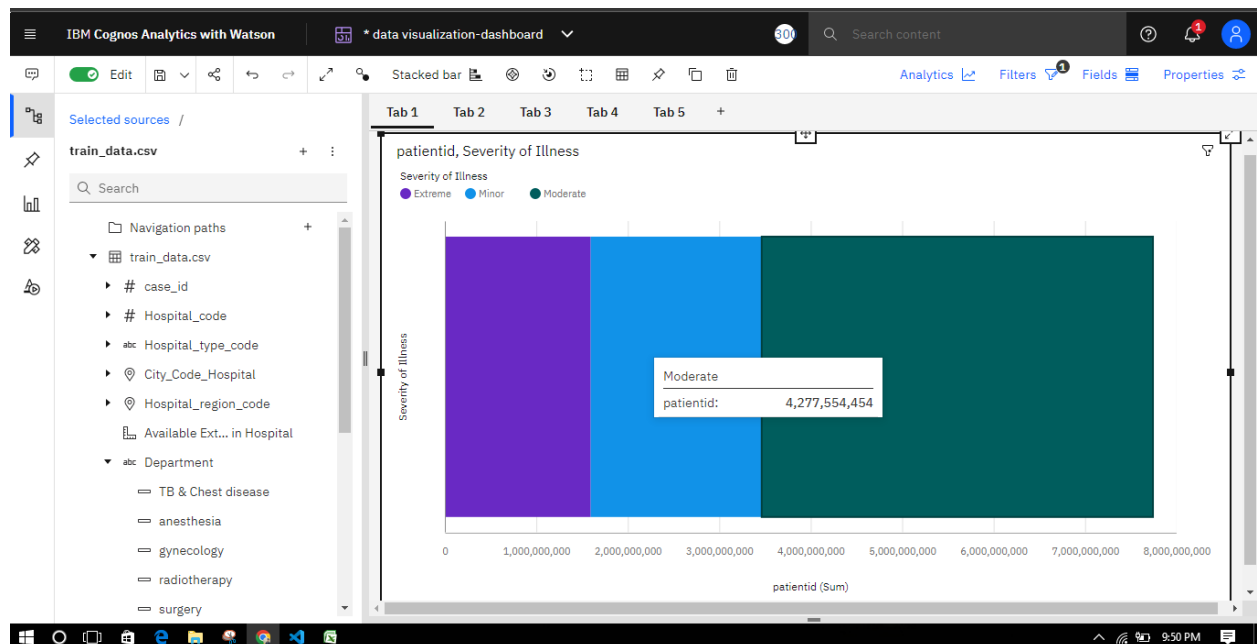 IBM Cognos Analytics with Watson
* data visualization-dashboard
300
Search content
1
Edit
Stacked bar
Analytics
Filters
1
Fields
Properties
Selected sources /
train_data.csv
Search
Navigation paths
train_data.csv
# case_id
# Hospital_code
abc Hospital_type_code
City_Code_Hospital
Hospital_region_code
Available Ext... in Hospital
abc Department
TB & Chest disease
anesthesia
gynecology
radiotherapy
surgery
Tab 1 Tab 2 Tab 3 Tab 4 Tab 5 +
patientid, Severity of Illness
Severity of Illness
Extreme Minor Moderate
Severity of Illness
Moderate
patientid: 4,277,554,454
0 1,000,000,000 2,000,000,000 3,000,000,000 4,000,000,000 5,000,000,000 6,000,000,000 7,000,000,000 8,000,000,000
patientid (Sum)
9:50 PM